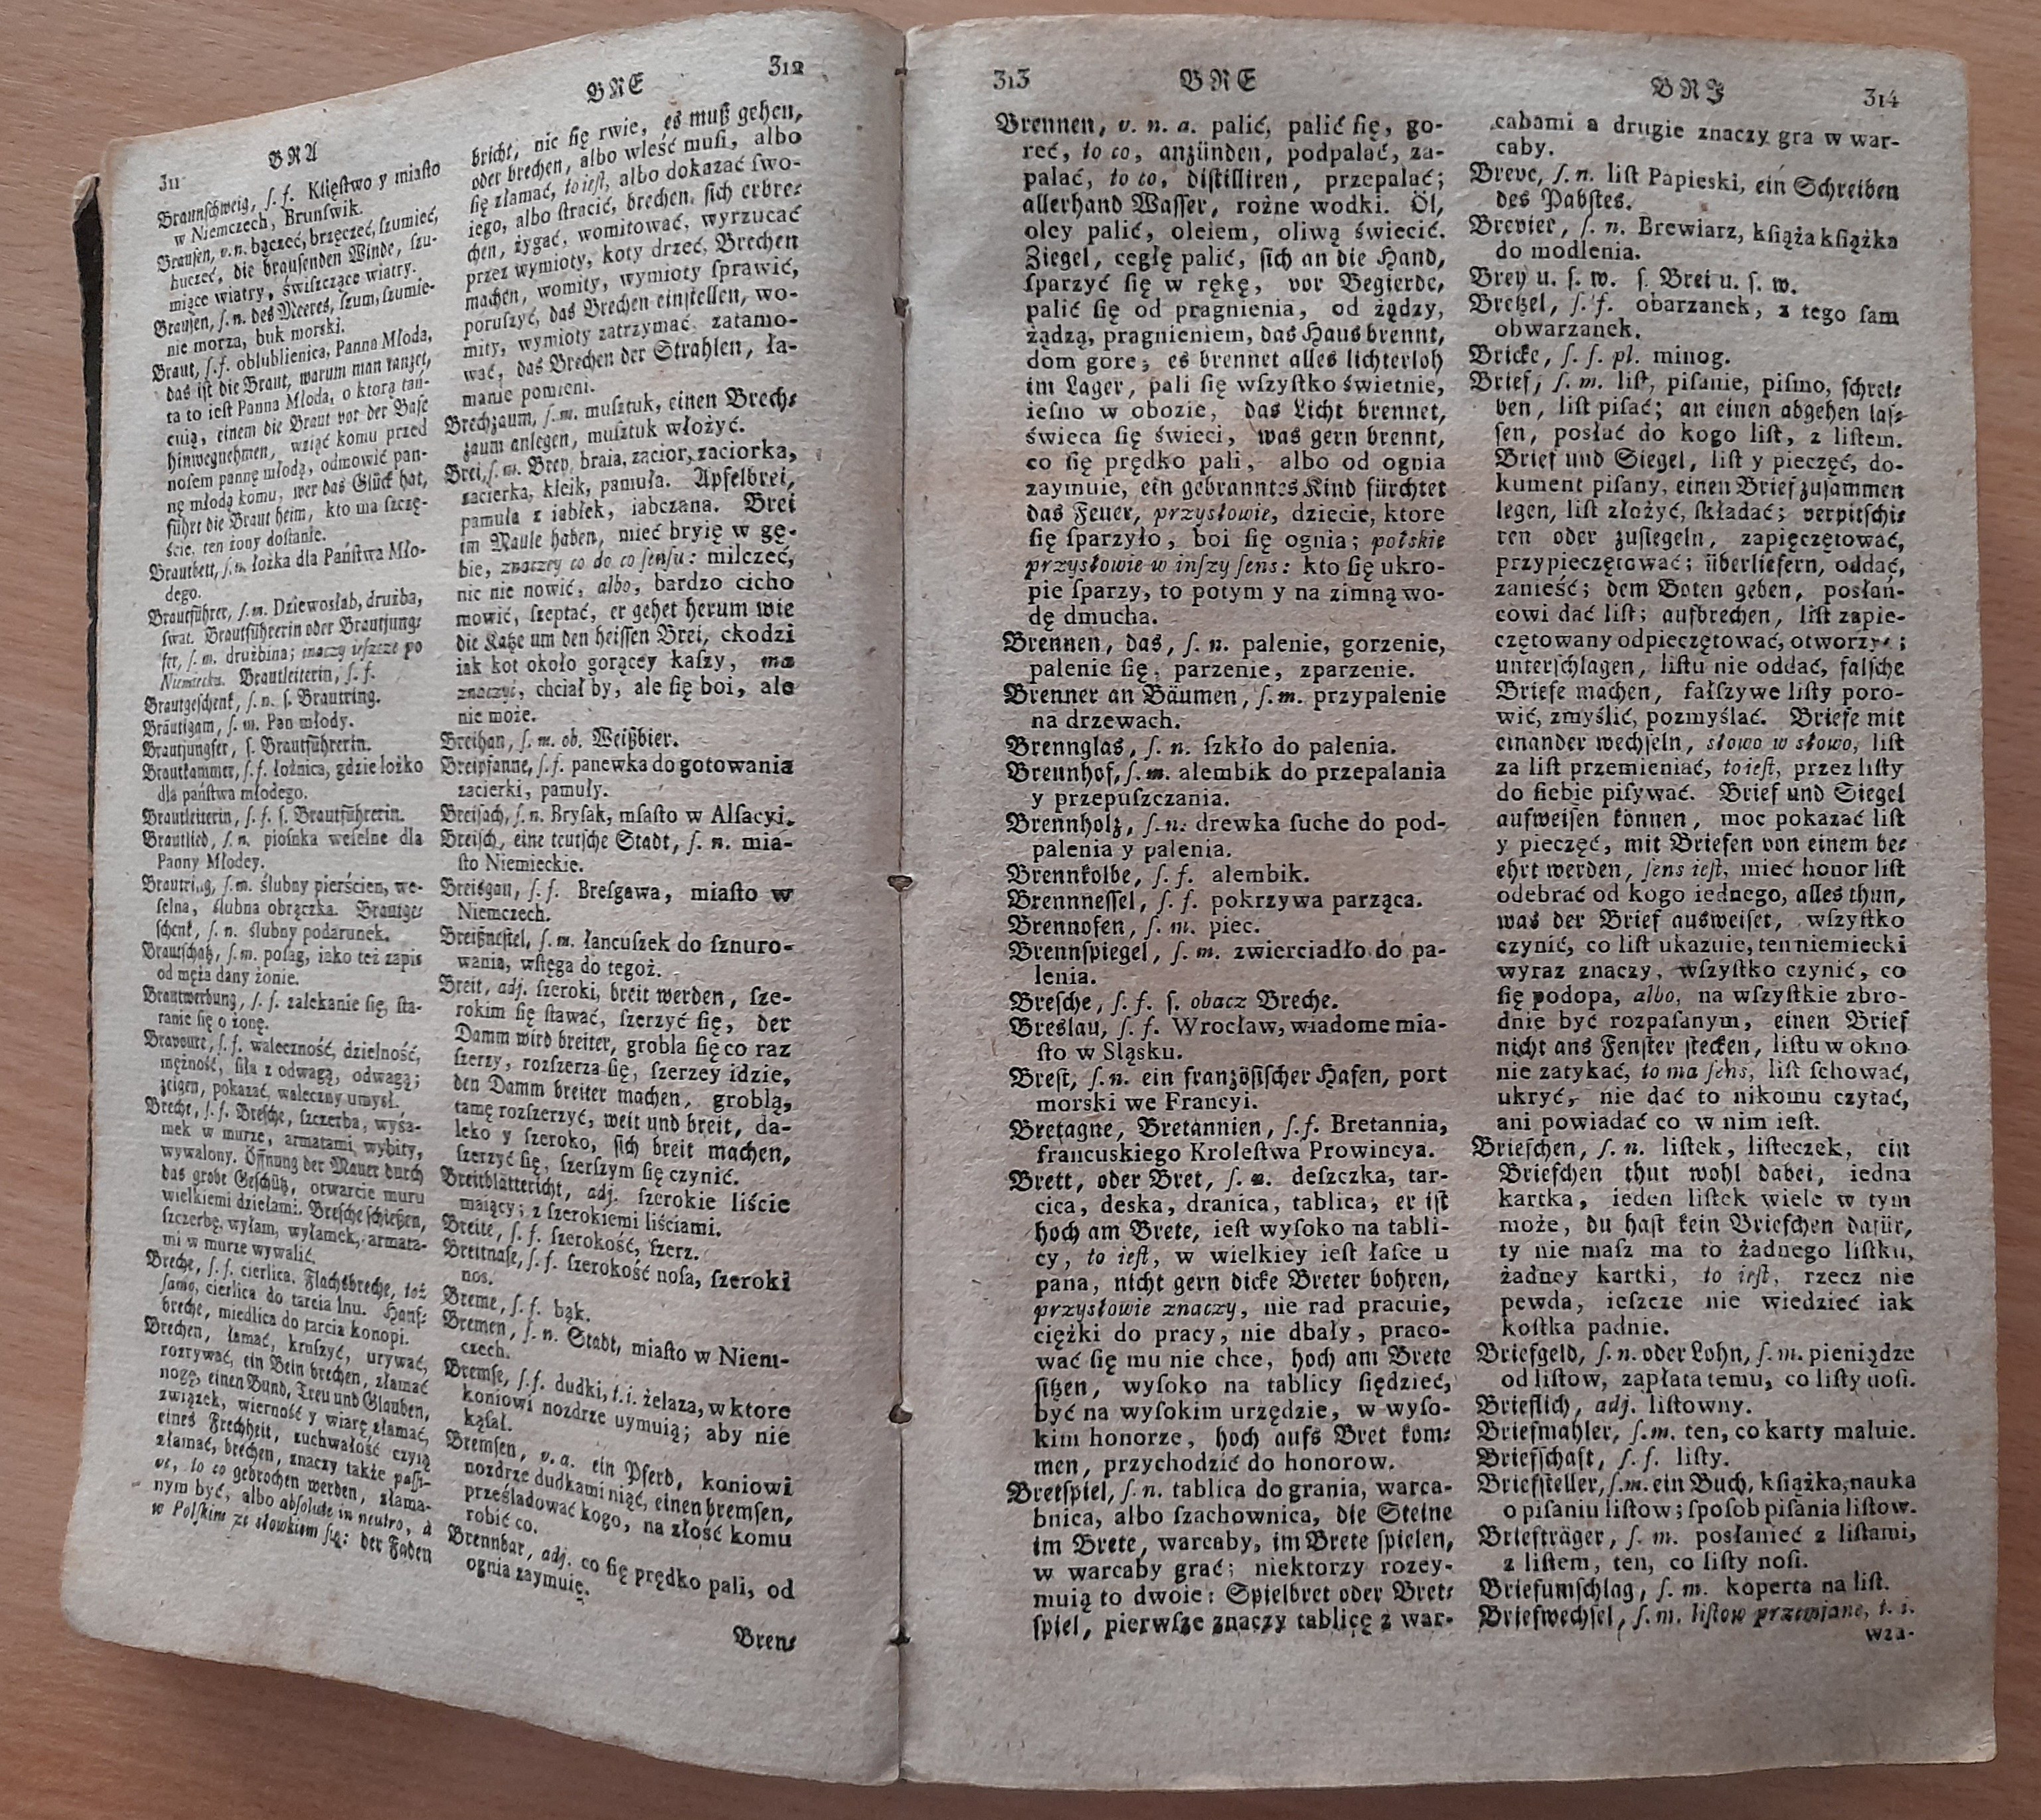 311 BRA
Braunschweig, ſ. f. Kſięſtwo y miaſto
w Niemczech, Brunſwik.
Brauſen, v. n. bączeć, brzęczeć, ſzumieć,
huczeć, die brauſenden Winde, ſzu-
miące wiatry, świſzczące wiatry.
Brauſen, ſ. n. des Meeres, ſzum, ſzumie-
nie morza, buk morski.
Braut, ſ. f. oblubienica, Panna Młoda,
das iſt die Braut, warum man tanzet,
ta to ieſt Panna Młoda, o ktorą tań-
cuią, einem die Braut vor der Naſe
hinwegnehmen, wziąć komu przed
noſem pannę młodą, odmowić pan-
nę młodą komu, wer das Glück hat,
führt die Braut heim, kto ma ſzczę-
ście, ten żony doſtanie.
Brautbett, ſ. n. łożka dla Pańſtwa Mło-
dego.
Brautführer, ſ. m. Dziewosłab, drużba,
ſwat. Brautführerin oder Brautjung-
fer, ſ. m. drużbina; inaczy ieſzcze po
Niemiecku. Brautleiterin, ſ. f.
Brautgeſchenk, ſ. n. ſ. Brautring.
Bräutigam, ſ. m. Pan młody.
Brautjungfer, ſ. Brautführerin.
Brautkammer, ſ. f. łożnica, gdzie łożko
dla pańſtwa młodego.
Brautleiterin, ſ. f. ſ. Brautführerin.
Brautlied, ſ. n. pioſnka weſelne dla
Panny Młodey.
Brautring, ſ. m. ślubny pierścien, we-
ſelna, ślubna obrączka. Brautge-
ſchenk, ſ. n. ślubny podarunek.
Brautſchatz, ſ. m. poſag, iako też zapis
od męża dany żonie.
Brautwerbung, ſ. f. zalekanie ſię, ſta-
ranie ſię o żonę.
Bravoure, ſ. f. waleczność, dzielność,
mężność, ſiła z odwagą, odwagą;
zeigen, pokazać, waleczny umysł.
Breche, ſ. f. Breſche, ſzczerba, wyła-
mek w murze, armatami wybity,
wywalony. Öffnung der Mauer durch
das grobe Geſchütz, otwarcie muru
wielkiemi dziełami. Breſche ſchießen,
ſzczerbę, wyłam, wyłamek, armata-
mi w murze wywalić.
Breche, ſ. f. cierlica. Flachsbreche, toż
ſamo, cierlica do tarcia lnu. Hanf-
breche, miedlica do tarcia konopi.
Brechen, łamać, kruſzyć, urywać,
rozrywać, ein Bein brechen, złamać
nogę, einen Bund, Treu und Glauben,
związek, wierność y wiarę złamać,
eines Frechheit, zuchwałość czyią
złamać, brechen, znaczy także paſſi-
ve, to co gebrochen werden, złama-
nym być, albo abſolute in neutro, à
w Polſkim ze słowkiem ſię: der Faden
BRE 312
bricht, nic ſię rwie, es muß gehen,
oder brechen, albo wleść muſi, albo
ſię złamać, to ieſt, albo dokazać ſwo-
iego, albo ſtracić, brechen, ſich erbre-
chen, żygać, womitować, wyrzucać
przez wymioty, koty drzeć, Brechen
machen, womity, wymioty ſprawić,
poruſzyć, das Brechen einſtellen, wo-
mity, wymioty zatrzymać, zatamo-
wać, das Brechen der Strahlen, ła-
manie pomieni.
Brechzaum, ſ. m. muſztuk, einen Brech-
zaum anlegen, muſztuk włożyć.
Brei, ſ. m. Brey, braia, zącior, zaciorka,
zacierka, kleik, pamuła. Apfelbrei,
pamuła z iabłek, iabczana. Brei
im Maule haben, mieć bryię w gę-
bie, znaczey co do co ſenſu: milczeć,
nic nie nowić, albo, bardzo cicho
mowić, ſzeptać, er gehet herum wie
die Katze um den heiſſen Brei, ckodzi
iak kot około gorącey kaſzy, ma
znaczyć, chciał by, ale ſię boi, ale
nie może.
Breihan, ſ. m. ob. Weißbier.
Breipfanne, ſ. f. panewka do gotowania
zacierki, pamuły.
Breiſach, ſ. n. Bryſak, miaſto w Alſacyi.
Breiſch, eine teutſche Stadt, ſ. n. mia-
ſto Niemieckie.
Breisgau, ſ. f. Breſgawa, miaſto w
Niemczech.
Breißneſtel, ſ. m. łancuſzek do ſznuro-
wania, wſtęga do tegoż.
Breit, adj. ſzeroki, breit werden, ſze-
rokim ſię ſtawać, ſzerzyć ſię, der
Damm wird breiter, grobla ſię co raz
ſzerzy, rozſzerza ſię, ſzerzey idzie,
den Damm breiter machen, groblą,
tamę rozſzerzyć, weit und breit, da-
leko y ſzeroko, ſich breit machen,
ſzerzyć ſię, ſzerſzym ſię czynić.
Breitblättericht, adj. ſzerokie liście
maiący; z ſzerokiemi liściami.
Breite, ſ. f. ſzerokość, ſzerz.
Breitnaſe, ſ. f. ſzerokość noſa, ſzeroki
nos.
Breme, ſ. f. bąk.
Bremen, ſ. n. Stadt, miaſto w Niem-
czech.
Bremſe, ſ. f. dudki, t. i. żelaza, w ktore
koniowi nozdrze uymuią; aby nie
kąſał.
Bremſen, v. a. ein Pferd, koniowi
nozdrze dudkami niąć, einen bremſen,
prześladować kogo, na złość komu
robić co.
Brennbar, adj. co ſię prędko pali, od
ognia zaymuię.
Bren-
313 BRE
Brennen, v. n. a. palić, palić ſię, go-
reć, to co, anzünden, podpalać, za-
palać, to co, diſtilliren, przepalać;
allerhand Waſſer, rożne wodki. Öl,
oley palić, oleiem, oliwą świecić.
Ziegel, cegłę palić, ſich an die Hand,
ſparzyć ſię w rękę, vor Begierde,
palić ſię od pragnienia, od żądzy,
żądzą, pragnieniem, das Haus brennt,
dom gore; es brennet alles lichterloh
im Lager, pali ſię wſzyſtko świetnie,
ieſno w obozie, das Licht brennet,
świeca ſię świeci, was gern brennt,
co ſię prędko pali, albo od ognia
zaymuie, ein gebranntes Kind fürchtet
das Feuer, przysłowie, dziecie, ktore
ſię ſparzyło, boi ſię ognia; polskie
przysłowie w inſzy ſens: kto ſię ukro-
pie ſparzy, to potym y na zimną wo-
dę dmucha.
Brennen, das, ſ. n. palenie, gorzenie,
palenie ſię, parzenie, zparzenie.
Brenner an Bäumen, ſ. m. przypalenie
na drzewach.
Brennglas, ſ. n. ſzkło do palenia.
Breunhof, ſ. m. alembik do przepalania
y przepuſzczania.
Brennholz, ſ. n. drewka ſuche do pod-
palenia y palenia.
Brennkolbe, ſ. f. alembik.
Brennneſſel, ſ. f. pokrzywa parząca.
Brennofen, ſ. m. piec.
Brennſpiegel, ſ. m. zwierciadło do pa-
lenia.
Breſche, ſ. f. ſ. obacz Breche.
Breslau, ſ. f. Wrocław, wiadome mia-
ſto w Sląsku.
Breſt, ſ. n. ein franzöſiſcher Hafen, port
morski we Francyi.
Bretagne, Bretannien, ſ. f. Bretannia,
francuskiego Kroleſtwa Prowincya.
Brett, oder Bret, ſ. n. deſzczka, tar-
cica, deska, dranica, tablica, er iſt
hoch am Brete, ieſt wyſoko na tabli-
cy, to ieſt, w wielkiey ieſt łaſce u
pana, nicht gern dicke Breter bohren,
przysłowie znaczy, nie rad pracuie,
ciężki do pracy, nie dbały, praco-
wać ſię mu nie chce, hoch am Brete
ſitzen, wyſoko na tablicy ſiędzieć,
być na wyſokim urzędzie, w wyſo-
kim honorze, hoch aufs Bret kom-
men, przychodzić do honorow.
Bretſpiel, ſ. n. tablica do grania, warca-
bnica, albo ſzachownica, die Steine
im Brete, warcaby, im Brete ſpielen,
w warcaby grać; niektorzy rozey-
muią to dwoie: Spielbret oder Bret-
ſpiel, pierwſze znaczy tablicę z war-
BRI 314
cabami a drugie znaczy gra w war-
caby.
Breve, ſ. n. liſt Papieski, ein Schreiben
des Pabſtes.
Brevier, ſ. n. Brewiarz, kſiąża kſiążka
do modlenia.
Brey u. ſ. w. ſ. Brei u. ſ. w.
Bretzel, ſ. f. obarzanek, z tego ſam
obwarzanek.
Bricke, ſ. f. pl. minog.
Brief, ſ. m. liſt, piſanie, piſmo, ſchrei-
ben, liſt piſać; an einen abgehen laſ-
ſen, posłać do kogo liſt, z liſtem.
Brief und Siegel, liſt y pieczęć, do-
kument piſany, einen Brief zuſammen
legen, liſt złożyć, składać; verpitſchi-
ren oder zuſiegeln, zapięczętować,
przypieczętować; überliefern, oddać,
zanieść; dem Boten geben, posłań-
cowi dać liſt; aufbrechen, liſt zapie-
czętowany odpieczętować, otworzyć;
unterſchlagen, liſtu nie oddać, falſche
Briefe machen, fałſzywe liſty poro-
wić, zmyślić, pozmyślać. Briefe mit
einander wechſeln, słowo w słowo, liſt
za liſt przemieniać, to ieſt, przez liſty
do ſiebie piſywać. Brief und Siegel
aufweiſen können, moc pokazać liſt
y pieczęć, mit Briefen von einem be-
ehrt werden, ſens ieſt, mieć honor liſt
odebrać od kogo iednego, alles thun,
was der Brief ausweiſet, wſzyſtko
czynić, co liſt ukazuie, ten niemiecki
wyraz znaczy, wſzyſtko czynić, co
ſię podopa, albo, na wſzyſtkie zbro-
dnie być rozpaſanym, einen Brief
nicht ans Fenſter ſtecken, liſtu w okno
nie zatykać, to ma ſens, liſt ſchować,
ukryć, nie dać to nikomu czytać,
ani powiadać co w nim ieſt.
Briefchen, ſ. n. liſtek, liſteczek, ein
Briefchen thut wohl dabei, iedna
kartka, ieden liſtek wiele w tym
może, du haſt kein Briefchen dafür,
ty nie maſz ma to żadnego liſtku,
żadney kartki, to ieſt, rzecz nie
pewda, ieſzcze nie wiedzieć iak
koſtka padnie.
Briefgeld, ſ. n. oder Lohn, ſ. m. pieniądze
od liſtow, zapłata temu, co liſty noſi.
Brieflich, adj. liſtowny.
Briefmahler, ſ. m. ten, co karty maluie.
Briefſchaft, ſ. f. liſty.
Briefſteller, ſ. m. ein Buch, kſiążka, nauka
o piſaniu liſtow; ſpoſob piſania liſtow.
Briefträger, ſ. m. posłanieć z liſtami,
z liſtem, ten, co liſty noſi.
Briefumſchlag, ſ. m. koperta na liſt.
Briefwechſel, ſ. m. liſtow przemiane, t. i.
wza-